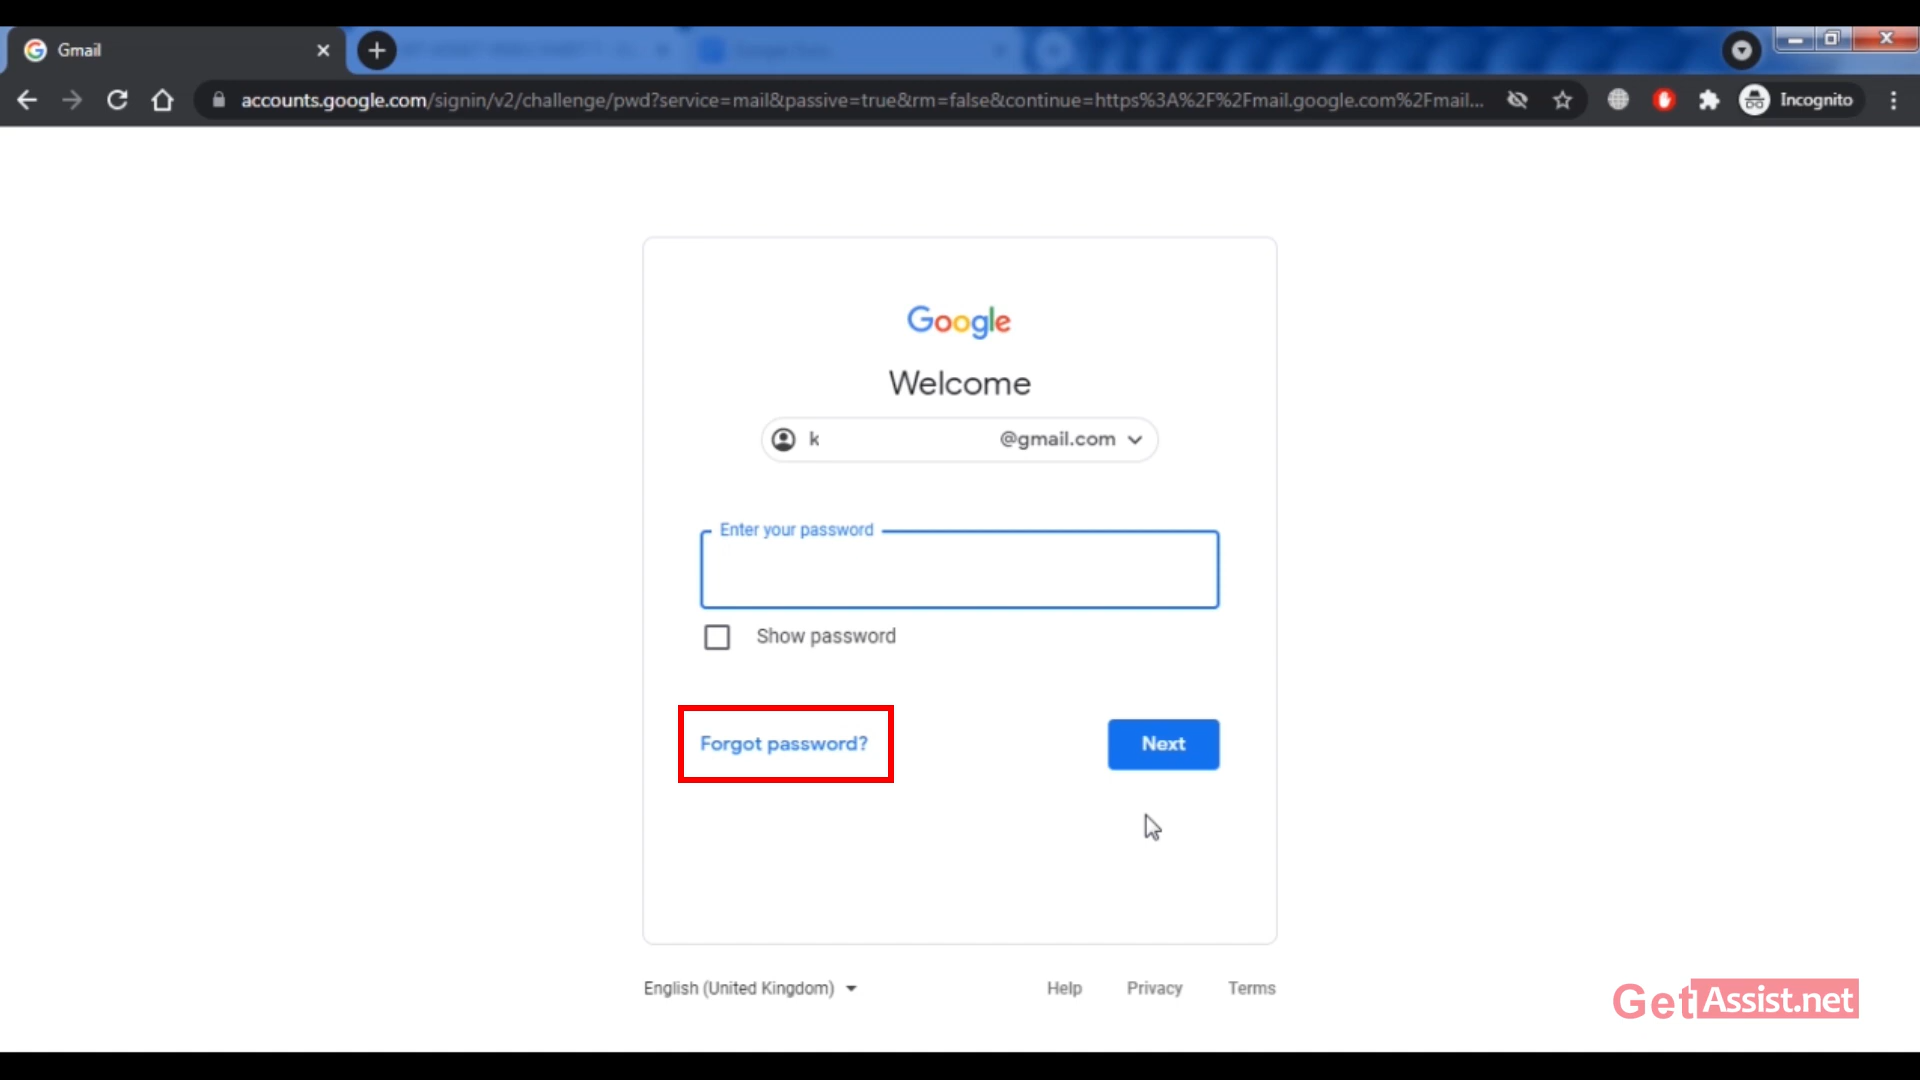 Gmail
accounts.google.com/signin/v2/challenge/pwd?service=mail&passive=true&rm=false&continue=https%3A%2F%2Fmail.google.com%2Fmail...
Incognito
Google
Welcome
k @gmail.com
Enter your password
Show password
Forgot password?
Next
English (United Kingdom)
Help Privacy Terms
GetAssist.net